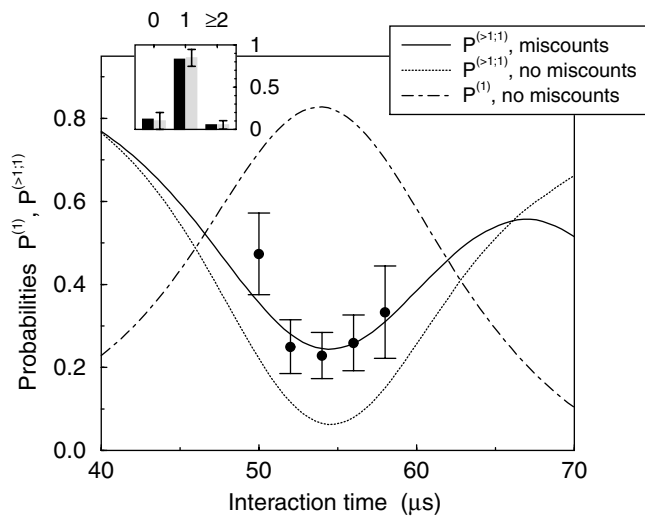 0 1 ≥2
1
0.5
0
P(>1;1), miscounts
P(>1;1), no miscounts
P(1), no miscounts
0.8
0.6
0.4
0.2
0.0
Probabilities P(1), P(>1;1)
40 50 60 70
Interaction time (μs)